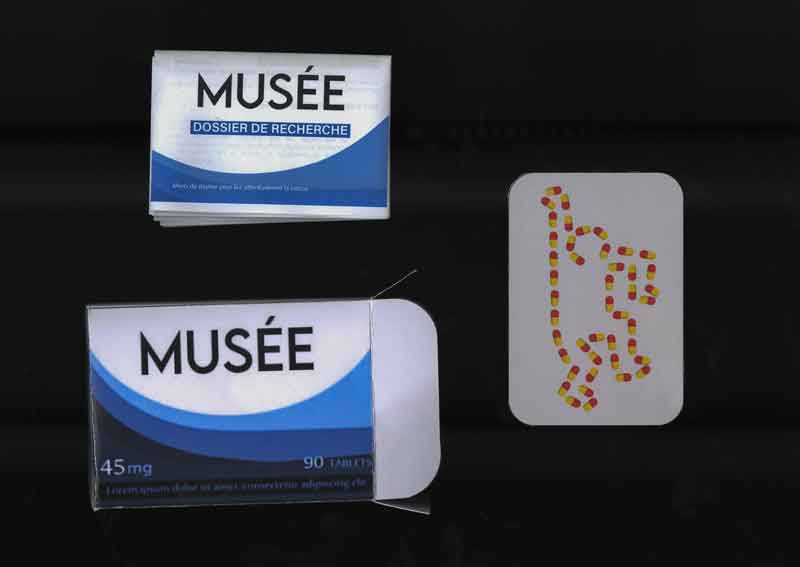 MUSÉE
DOSSIER DE RECHERCHE
MUSÉE
45mg
90 TABLETS
Lorem ipsum dolor sit amet consectetur adipiscing elit